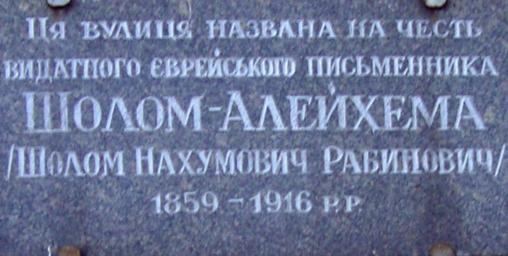 Ця вулиця названа на честь
видатного єврейського письменника
Шолом-Алейхема
/Шолом Нахумович Рабинович/
1859 - 1916 р.р.